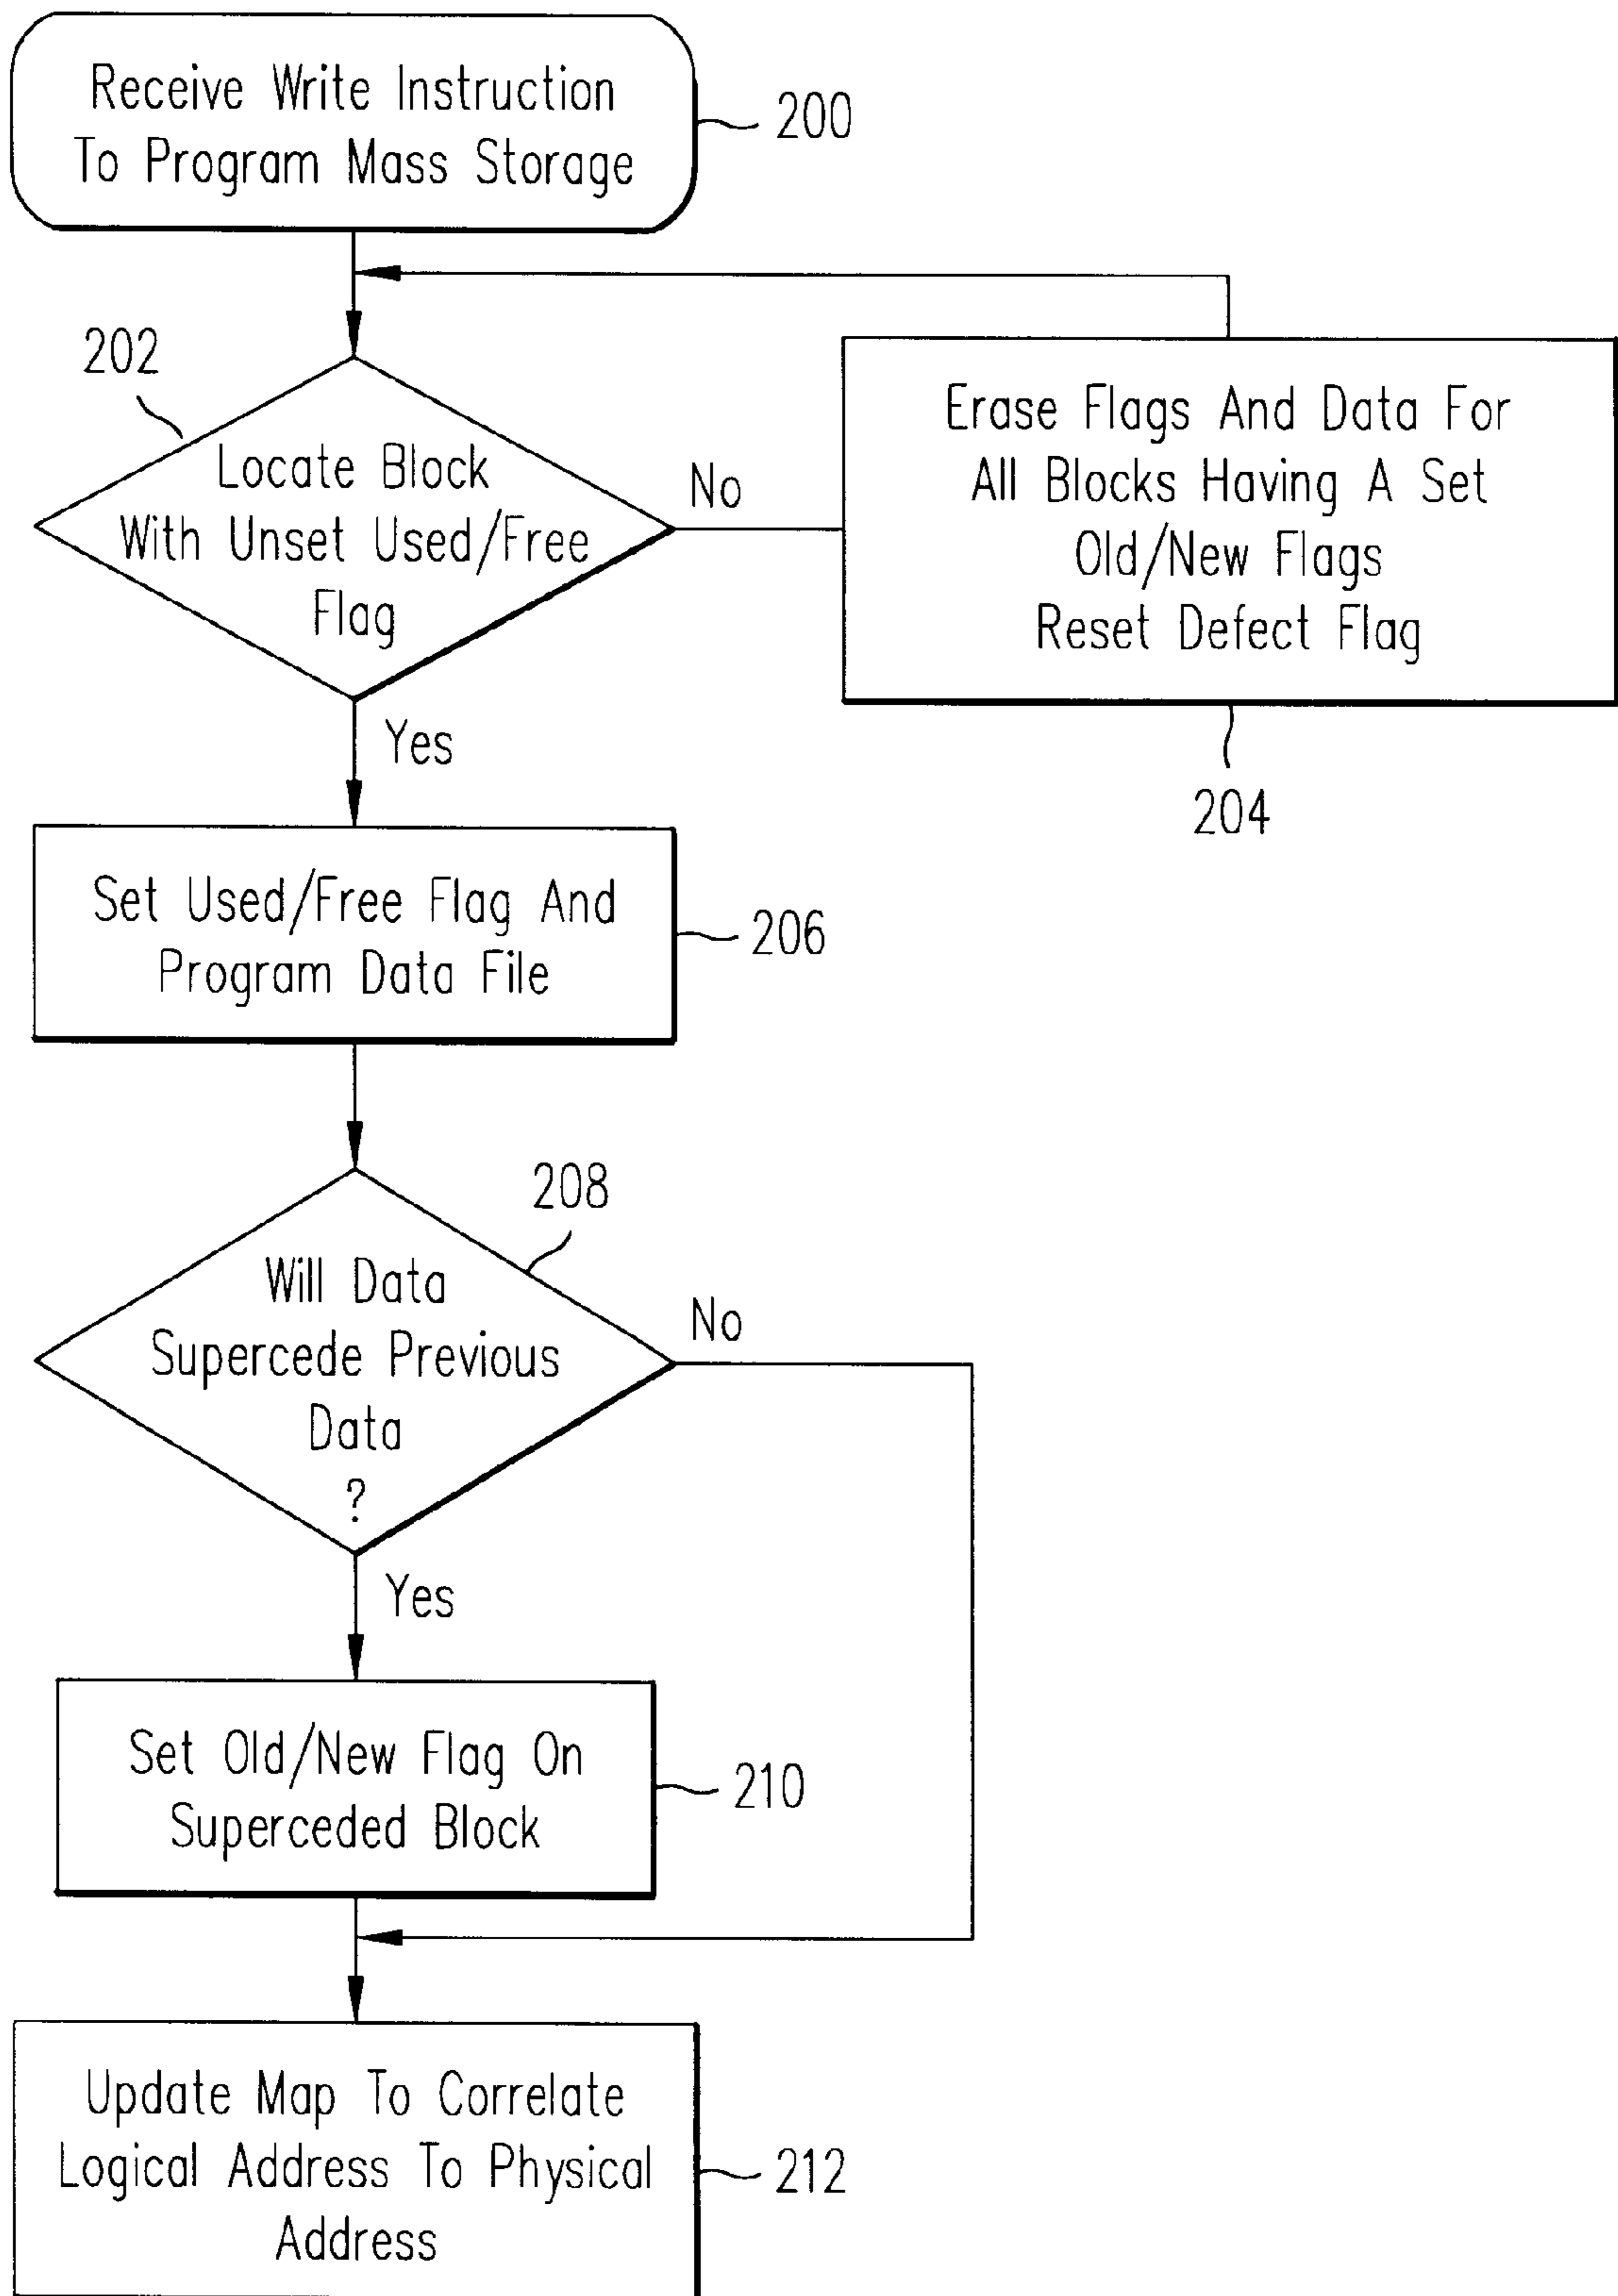 Receive Write Instruction
To Program Mass Storage
200
202
Locate Block
With Unset Used/Free
Flag
No
Erase Flags And Data For
All Blocks Having A Set
Old/New Flags
Reset Defect Flag
204
Yes
Set Used/Free Flag And
Program Data File
206
208
Will Data
Supercede Previous
Data
?
No
Yes
Set Old/New Flag On
Superceded Block
210
Update Map To Correlate
Logical Address To Physical
Address
212